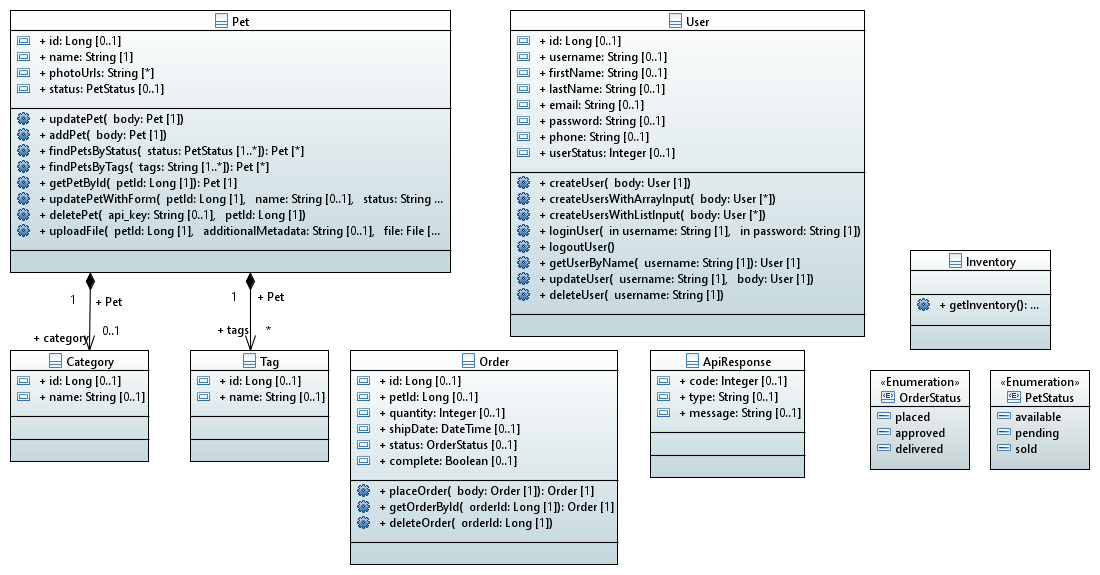 Pet
+ id: Long [0..1]
+ name: String [1]
+ photoUrls: String [*]
+ status: PetStatus [0..1]
+ updatePet( body: Pet [1])
+ addPet( body: Pet [1])
+ findPetsByStatus( status: PetStatus [1..*]): Pet [*]
+ findPetsByTags( tags: String [1..*]): Pet [*]
+ getPetById( petId: Long [1]): Pet [1]
+ updatePetWithForm( petId: Long [1], name: String [0..1], status: String ...
+ deletePet( api_key: String [0..1], petId: Long [1])
+ uploadFile( petId: Long [1], additionalMetadata: String [0..1], file: File [...
User
+ id: Long [0..1]
+ username: String [0..1]
+ firstName: String [0..1]
+ lastName: String [0..1]
+ email: String [0..1]
+ password: String [0..1]
+ phone: String [0..1]
+ userStatus: Integer [0..1]
+ createUser( body: User [1])
+ createUsersWithArrayInput( body: User [*])
+ createUsersWithListInput( body: User [*])
+ loginUser( in username: String [1], in password: String [1])
+ logoutUser()
+ getUserByName( username: String [1]): User [1]
+ updateUser( username: String [1], body: User [1])
+ deleteUser( username: String [1])
Inventory
+ getInventory(): ...
1
+ Pet
0..1
+ category
1
+ Pet
+ tags
*
Category
+ id: Long [0..1]
+ name: String [0..1]
Tag
+ id: Long [0..1]
+ name: String [0..1]
Order
+ id: Long [0..1]
+ petId: Long [0..1]
+ quantity: Integer [0..1]
+ shipDate: DateTime [0..1]
+ status: OrderStatus [0..1]
+ complete: Boolean [0..1]
+ placeOrder( body: Order [1]): Order [1]
+ getOrderById( orderId: Long [1]): Order [1]
+ deleteOrder( orderId: Long [1])
ApiResponse
+ code: Integer [0..1]
+ type: String [0..1]
+ message: String [0..1]
«Enumeration»
OrderStatus
placed
approved
delivered
«Enumeration»
PetStatus
available
pending
sold